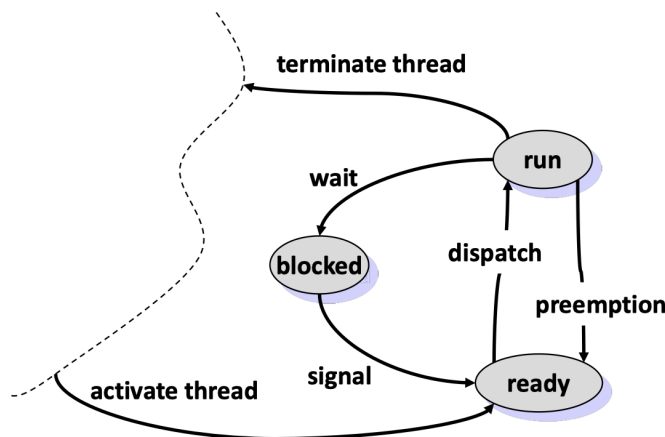 terminate thread
run
wait
blocked
dispatch
preemption
signal
ready
activate thread